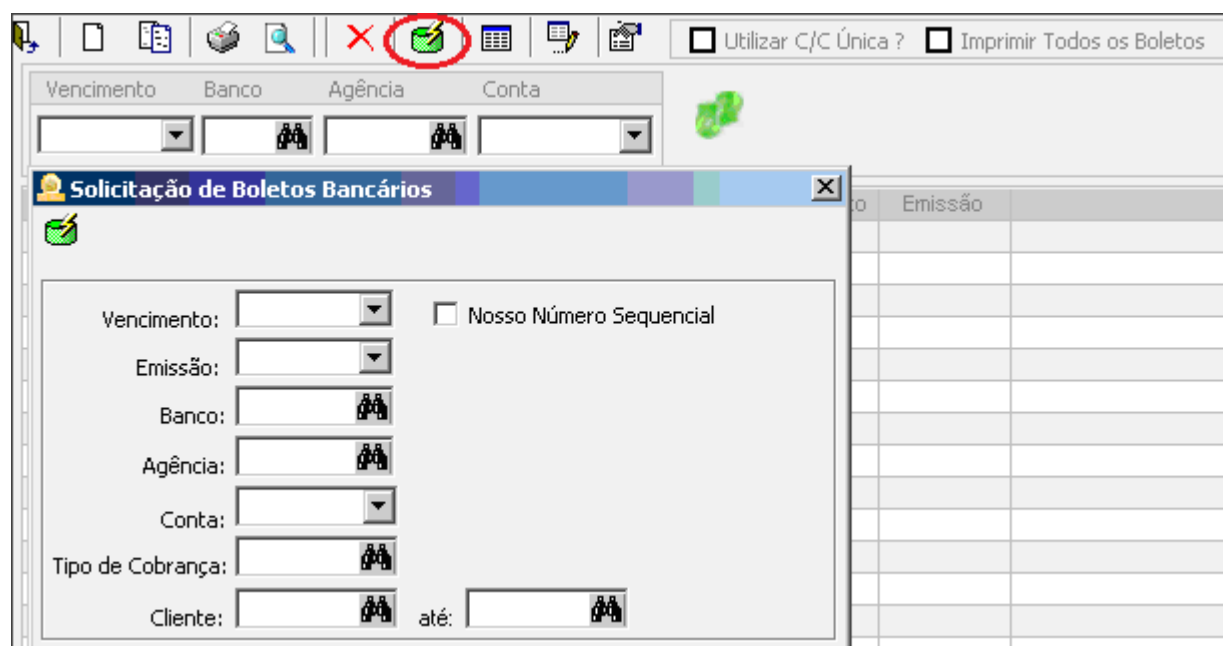 Utilizar C/C Única ? Imprimir Todos os Boletos
Vencimento Banco Agência Conta
Solicitação de Boletos Bancários
Emissão
Vencimento: Nosso Número Sequencial
Emissão:
Banco:
Agência:
Conta:
Tipo de Cobrança:
Cliente: até: